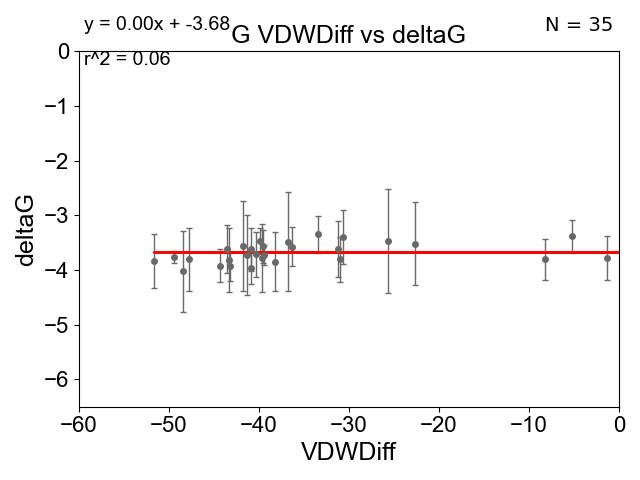 y = 0.00x + -3.68
G VDWDiff vs deltaG
N = 35
r^2 = 0.06
0
−1
−2
−3
−4
−5
−6
deltaG
−60
−50
−40
−30
−20
−10
0
VDWDiff